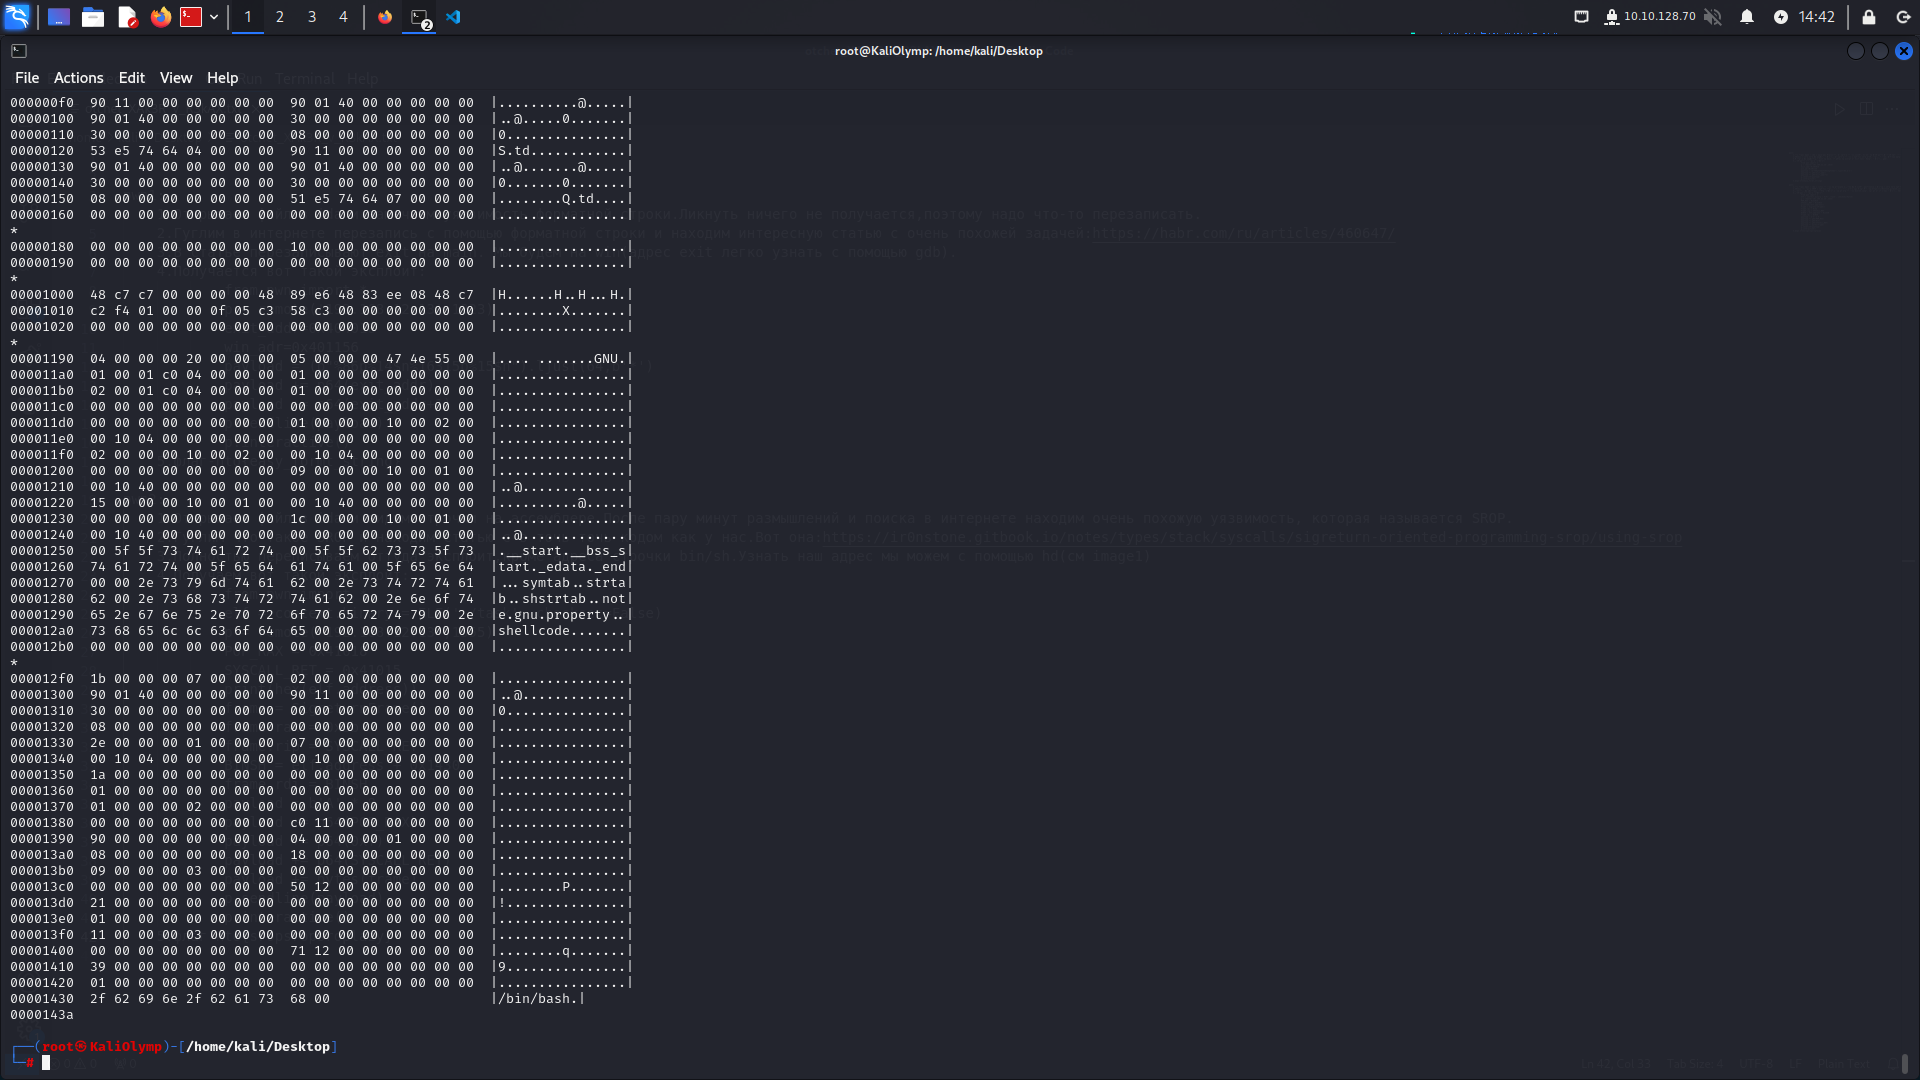 1 2 3 4 2 10.10.128.70 14:42
root@KaliOlymp: /home/kali/Desktop
File Actions Edit View Help
000000f0 90 11 00 00 00 00 00 00 90 01 40 00 00 00 00 00 |..........@.....|
00000100 90 01 40 00 00 00 00 00 30 00 00 00 00 00 00 00 |..@.....0.......|
00000110 30 00 00 00 00 00 00 00 08 00 00 00 00 00 00 00 |0...............|
00000120 53 e5 74 64 04 00 00 00 90 11 00 00 00 00 00 00 |S.td............|
00000130 90 01 40 00 00 00 00 00 90 01 40 00 00 00 00 00 |..@.......@.....|
00000140 30 00 00 00 00 00 00 00 30 00 00 00 00 00 00 00 |0.......0.......|
00000150 08 00 00 00 00 00 00 00 51 e5 74 64 07 00 00 00 |........Q.td....|
00000160 00 00 00 00 00 00 00 00 00 00 00 00 00 00 00 00 |................|
*
00000180 00 00 00 00 00 00 00 00 10 00 00 00 00 00 00 00 |................|
00000190 00 00 00 00 00 00 00 00 00 00 00 00 00 00 00 00 |................|
*
00001000 48 c7 c7 00 00 00 00 48 89 e6 48 83 ee 08 48 c7 |H......H..H...H.|
00001010 c2 f4 01 00 00 0f 05 c3 58 c3 00 00 00 00 00 00 |........X.......|
00001020 00 00 00 00 00 00 00 00 00 00 00 00 00 00 00 00 |................|
*
00001190 04 00 00 00 20 00 00 00 05 00 00 00 47 4e 55 00 |.... .......GNU.|
000011a0 01 00 01 c0 04 00 00 00 01 00 00 00 00 00 00 00 |................|
000011b0 02 00 01 c0 04 00 00 00 01 00 00 00 00 00 00 00 |................|
000011c0 00 00 00 00 00 00 00 00 00 00 00 00 00 00 00 00 |................|
000011d0 00 00 00 00 00 00 00 00 01 00 00 00 10 00 02 00 |................|
000011e0 00 10 04 00 00 00 00 00 00 00 00 00 00 00 00 00 |................|
000011f0 02 00 00 00 10 00 02 00 00 10 04 00 00 00 00 00 |................|
00001200 00 00 00 00 00 00 00 00 09 00 00 00 10 00 01 00 |................|
00001210 00 10 40 00 00 00 00 00 00 00 00 00 00 00 00 00 |..@.............|
00001220 15 00 00 00 10 00 01 00 00 10 40 00 00 00 00 00 |..........@.....|
00001230 00 00 00 00 00 00 00 00 1c 00 00 00 10 00 01 00 |................|
00001240 00 10 40 00 00 00 00 00 00 00 00 00 00 00 00 00 |..@.............|
00001250 00 5f 5f 73 74 61 72 74 00 5f 5f 62 73 73 5f 73 |.__start.__bss_s|
00001260 74 61 72 74 00 5f 65 64 61 74 61 00 5f 65 6e 64 |tart._edata._end|
00001270 00 00 2e 73 79 6d 74 61 62 00 2e 73 74 72 74 61 |...symtab..strta|
00001280 62 00 2e 73 68 73 74 72 74 61 62 00 2e 6e 6f 74 |b..shstrtab..not|
00001290 65 2e 67 6e 75 2e 70 72 6f 70 65 72 74 79 00 2e |e.gnu.property..|
000012a0 73 68 65 6c 6c 63 6f 64 65 00 00 00 00 00 00 00 |shellcode.......|
000012b0 00 00 00 00 00 00 00 00 00 00 00 00 00 00 00 00 |................|
*
000012f0 1b 00 00 00 07 00 00 00 02 00 00 00 00 00 00 00 |................|
00001300 90 01 40 00 00 00 00 00 90 11 00 00 00 00 00 00 |..@.............|
00001310 30 00 00 00 00 00 00 00 00 00 00 00 00 00 00 00 |0...............|
00001320 08 00 00 00 00 00 00 00 00 00 00 00 00 00 00 00 |................|
00001330 2e 00 00 00 01 00 00 00 07 00 00 00 00 00 00 00 |................|
00001340 00 10 04 00 00 00 00 00 00 10 00 00 00 00 00 00 |................|
00001350 1a 00 00 00 00 00 00 00 00 00 00 00 00 00 00 00 |................|
00001360 01 00 00 00 00 00 00 00 00 00 00 00 00 00 00 00 |................|
00001370 01 00 00 00 02 00 00 00 00 00 00 00 00 00 00 00 |................|
00001380 00 00 00 00 00 00 00 00 c0 11 00 00 00 00 00 00 |................|
00001390 90 00 00 00 00 00 00 00 04 00 00 00 01 00 00 00 |................|
000013a0 08 00 00 00 00 00 00 00 18 00 00 00 00 00 00 00 |................|
000013b0 09 00 00 00 03 00 00 00 00 00 00 00 00 00 00 00 |................|
000013c0 00 00 00 00 00 00 00 00 50 12 00 00 00 00 00 00 |........P.......|
000013d0 21 00 00 00 00 00 00 00 00 00 00 00 00 00 00 00 |!...............|
000013e0 01 00 00 00 00 00 00 00 00 00 00 00 00 00 00 00 |................|
000013f0 11 00 00 00 03 00 00 00 00 00 00 00 00 00 00 00 |................|
00001400 00 00 00 00 00 00 00 00 71 12 00 00 00 00 00 00 |........q.......|
00001410 39 00 00 00 00 00 00 00 00 00 00 00 00 00 00 00 |9...............|
00001420 01 00 00 00 00 00 00 00 00 00 00 00 00 00 00 00 |................|
00001430 2f 62 69 6e 2f 62 61 73 68 00 |/bin/bash.|
0000143a
┌──(root㉿KaliOlymp)-[/home/kali/Desktop]
└─#